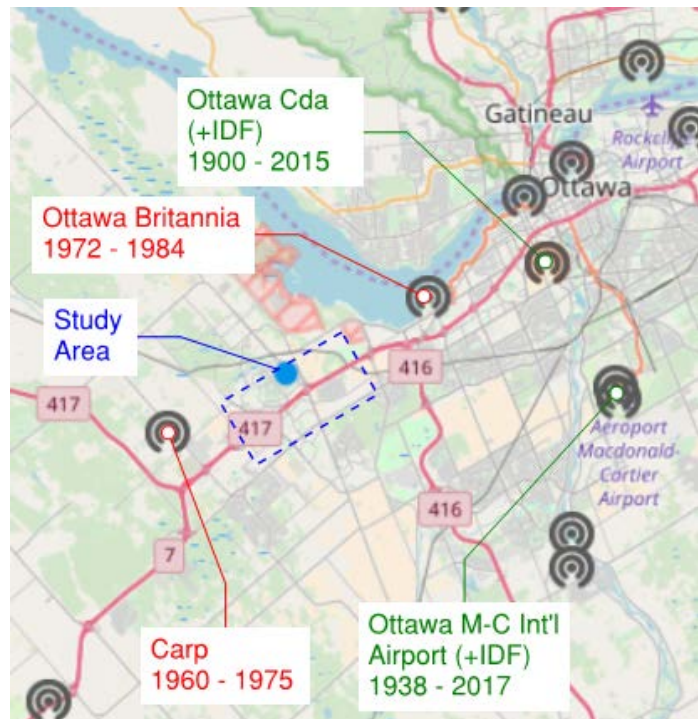 Ottawa Cda
(+IDF)
1900 - 2015
Gatineau
Airport
Ottawa
Ottawa Britannia
1972 - 1984
Study
Area
416
417
417
Aeroport
Macdonald-
Cartier
Airport
416
7
Carp
1960 - 1975
Ottawa M-C Int'l
Airport (+IDF)
1938 - 2017